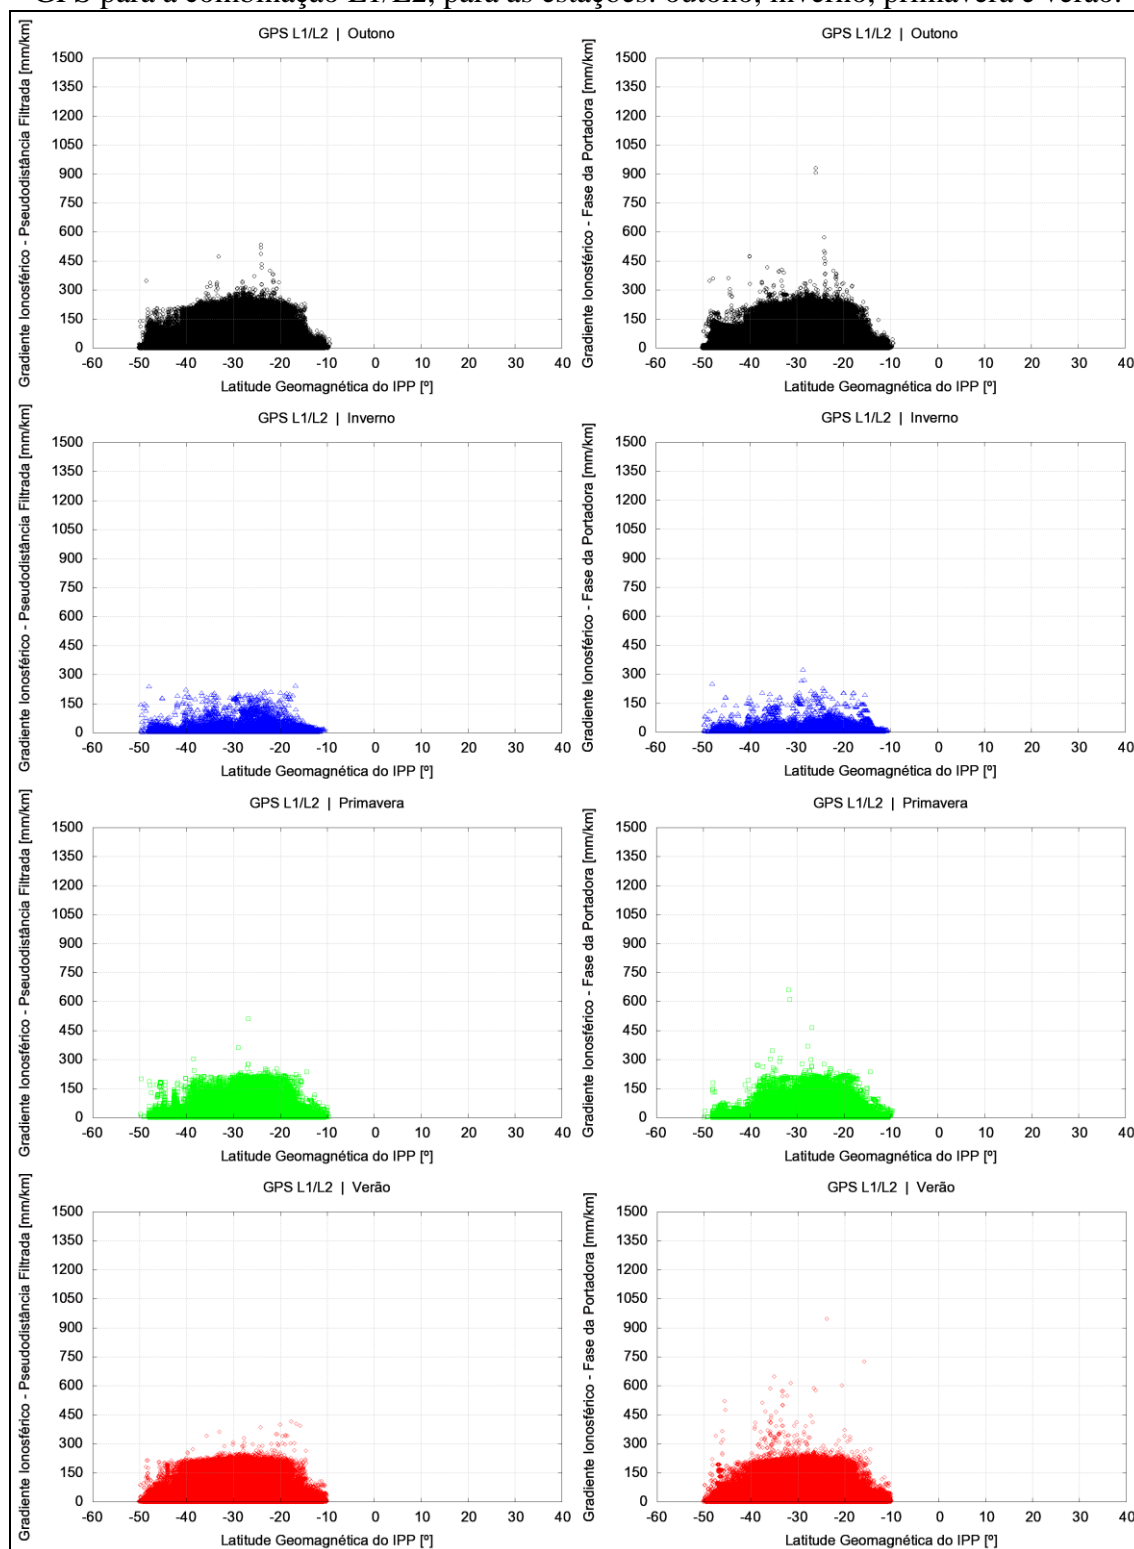 GPS para a combinação L1/L2, para as estações: outono, inverno, primavera e verão.
GPS L1/L2 | Outono
Gradiente Ionosférico - Pseudodistância Filtrada [mm/km]
1500
1350
1200
1050
900
750
600
450
300
150
0
-60 -50 -40 -30 -20 -10 0 10 20 30 40
Latitude Geomagnética do IPP [º]
GPS L1/L2 | Outono
Gradiente Ionosférico - Fase da Portadora [mm/km]
1500
1350
1200
1050
900
750
600
450
300
150
0
-60 -50 -40 -30 -20 -10 0 10 20 30 40
Latitude Geomagnética do IPP [º]
GPS L1/L2 | Inverno
Gradiente Ionosférico - Pseudodistância Filtrada [mm/km]
1500
1350
1200
1050
900
750
600
450
300
150
0
-60 -50 -40 -30 -20 -10 0 10 20 30 40
Latitude Geomagnética do IPP [º]
GPS L1/L2 | Inverno
Gradiente Ionosférico - Fase da Portadora [mm/km]
1500
1350
1200
1050
900
750
600
450
300
150
0
-60 -50 -40 -30 -20 -10 0 10 20 30 40
Latitude Geomagnética do IPP [º]
GPS L1/L2 | Primavera
Gradiente Ionosférico - Pseudodistância Filtrada [mm/km]
1500
1350
1200
1050
900
750
600
450
300
150
0
-60 -50 -40 -30 -20 -10 0 10 20 30 40
Latitude Geomagnética do IPP [º]
GPS L1/L2 | Primavera
Gradiente Ionosférico - Fase da Portadora [mm/km]
1500
1350
1200
1050
900
750
600
450
300
150
0
-60 -50 -40 -30 -20 -10 0 10 20 30 40
Latitude Geomagnética do IPP [º]
GPS L1/L2 | Verão
Gradiente Ionosférico - Pseudodistância Filtrada [mm/km]
1500
1350
1200
1050
900
750
600
450
300
150
0
-60 -50 -40 -30 -20 -10 0 10 20 30 40
Latitude Geomagnética do IPP [º]
GPS L1/L2 | Verão
Gradiente Ionosférico - Fase da Portadora [mm/km]
1500
1350
1200
1050
900
750
600
450
300
150
0
-60 -50 -40 -30 -20 -10 0 10 20 30 40
Latitude Geomagnética do IPP [º]